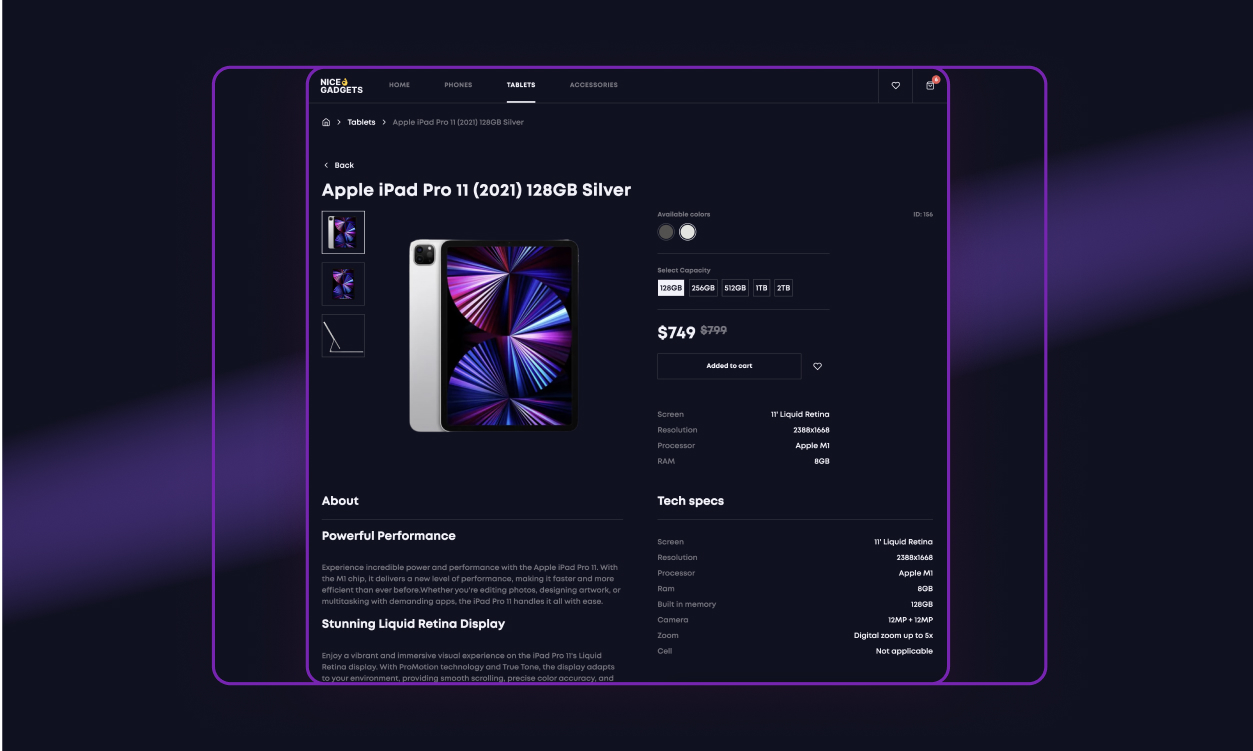 NICE👌
GADGETS
HOME
PHONES
TABLETS
ACCESSORIES
Tablets
Apple iPad Pro 11 (2021) 128GB Silver
Back
Apple iPad Pro 11 (2021) 128GB Silver
Available colors
ID: 156
Select Capacity
128GB 256GB 512GB 1TB 2TB
$749 $799
Added to cart
Screen 11' Liquid Retina
Resolution 2388x1668
Processor Apple M1
RAM 8GB
About
Powerful Performance
Experience incredible power and performance with the Apple iPad Pro 11. With
the M1 chip, it delivers a new level of performance, making it faster and more
efficient than ever before.Whether you're editing photos, designing artwork, or
multitasking with demanding apps, the iPad Pro 11 handles it all with ease.
Stunning Liquid Retina Display
Enjoy a vibrant and immersive visual experience on the iPad Pro 11's Liquid
Retina display. With ProMotion technology and True Tone, the display adapts
to your environment, providing smooth scrolling, precise color accuracy, and
Tech specs
Screen 11' Liquid Retina
Resolution 2388x1668
Processor Apple M1
Ram 8GB
Built in memory 128GB
Camera 12MP + 12MP
Zoom Digital zoom up to 5x
Cell Not applicable